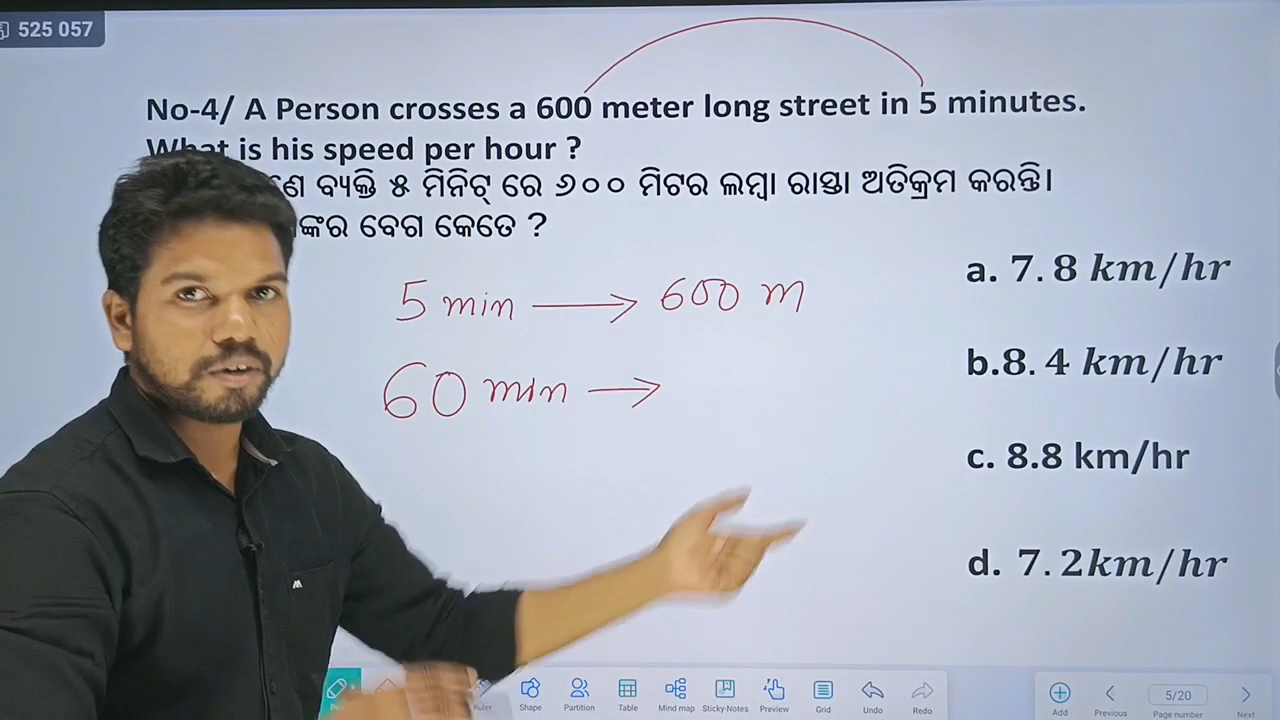 525 057
No-4/ A Person crosses a 600 meter long street in 5 minutes.
What is his speed per hour ?
ବ୍ୟକ୍ତି ୫ ମିନିଟ୍ ରେ ୬୦୦ ମିଟର ଲମ୍ବା ରାସ୍ତା ଅତିକ୍ରମ କରନ୍ତି।
ବେଗ କେତେ ?
5 min → 600 m
60 min →
a. 7.8 km/hr
b.8.4 km/hr
c. 8.8 km/hr
d. 7.2km/hr
Shape Partition Table Mind map Sticky-Notes Preview Grid Undo Redo
5/20
Add Previous Page number Next